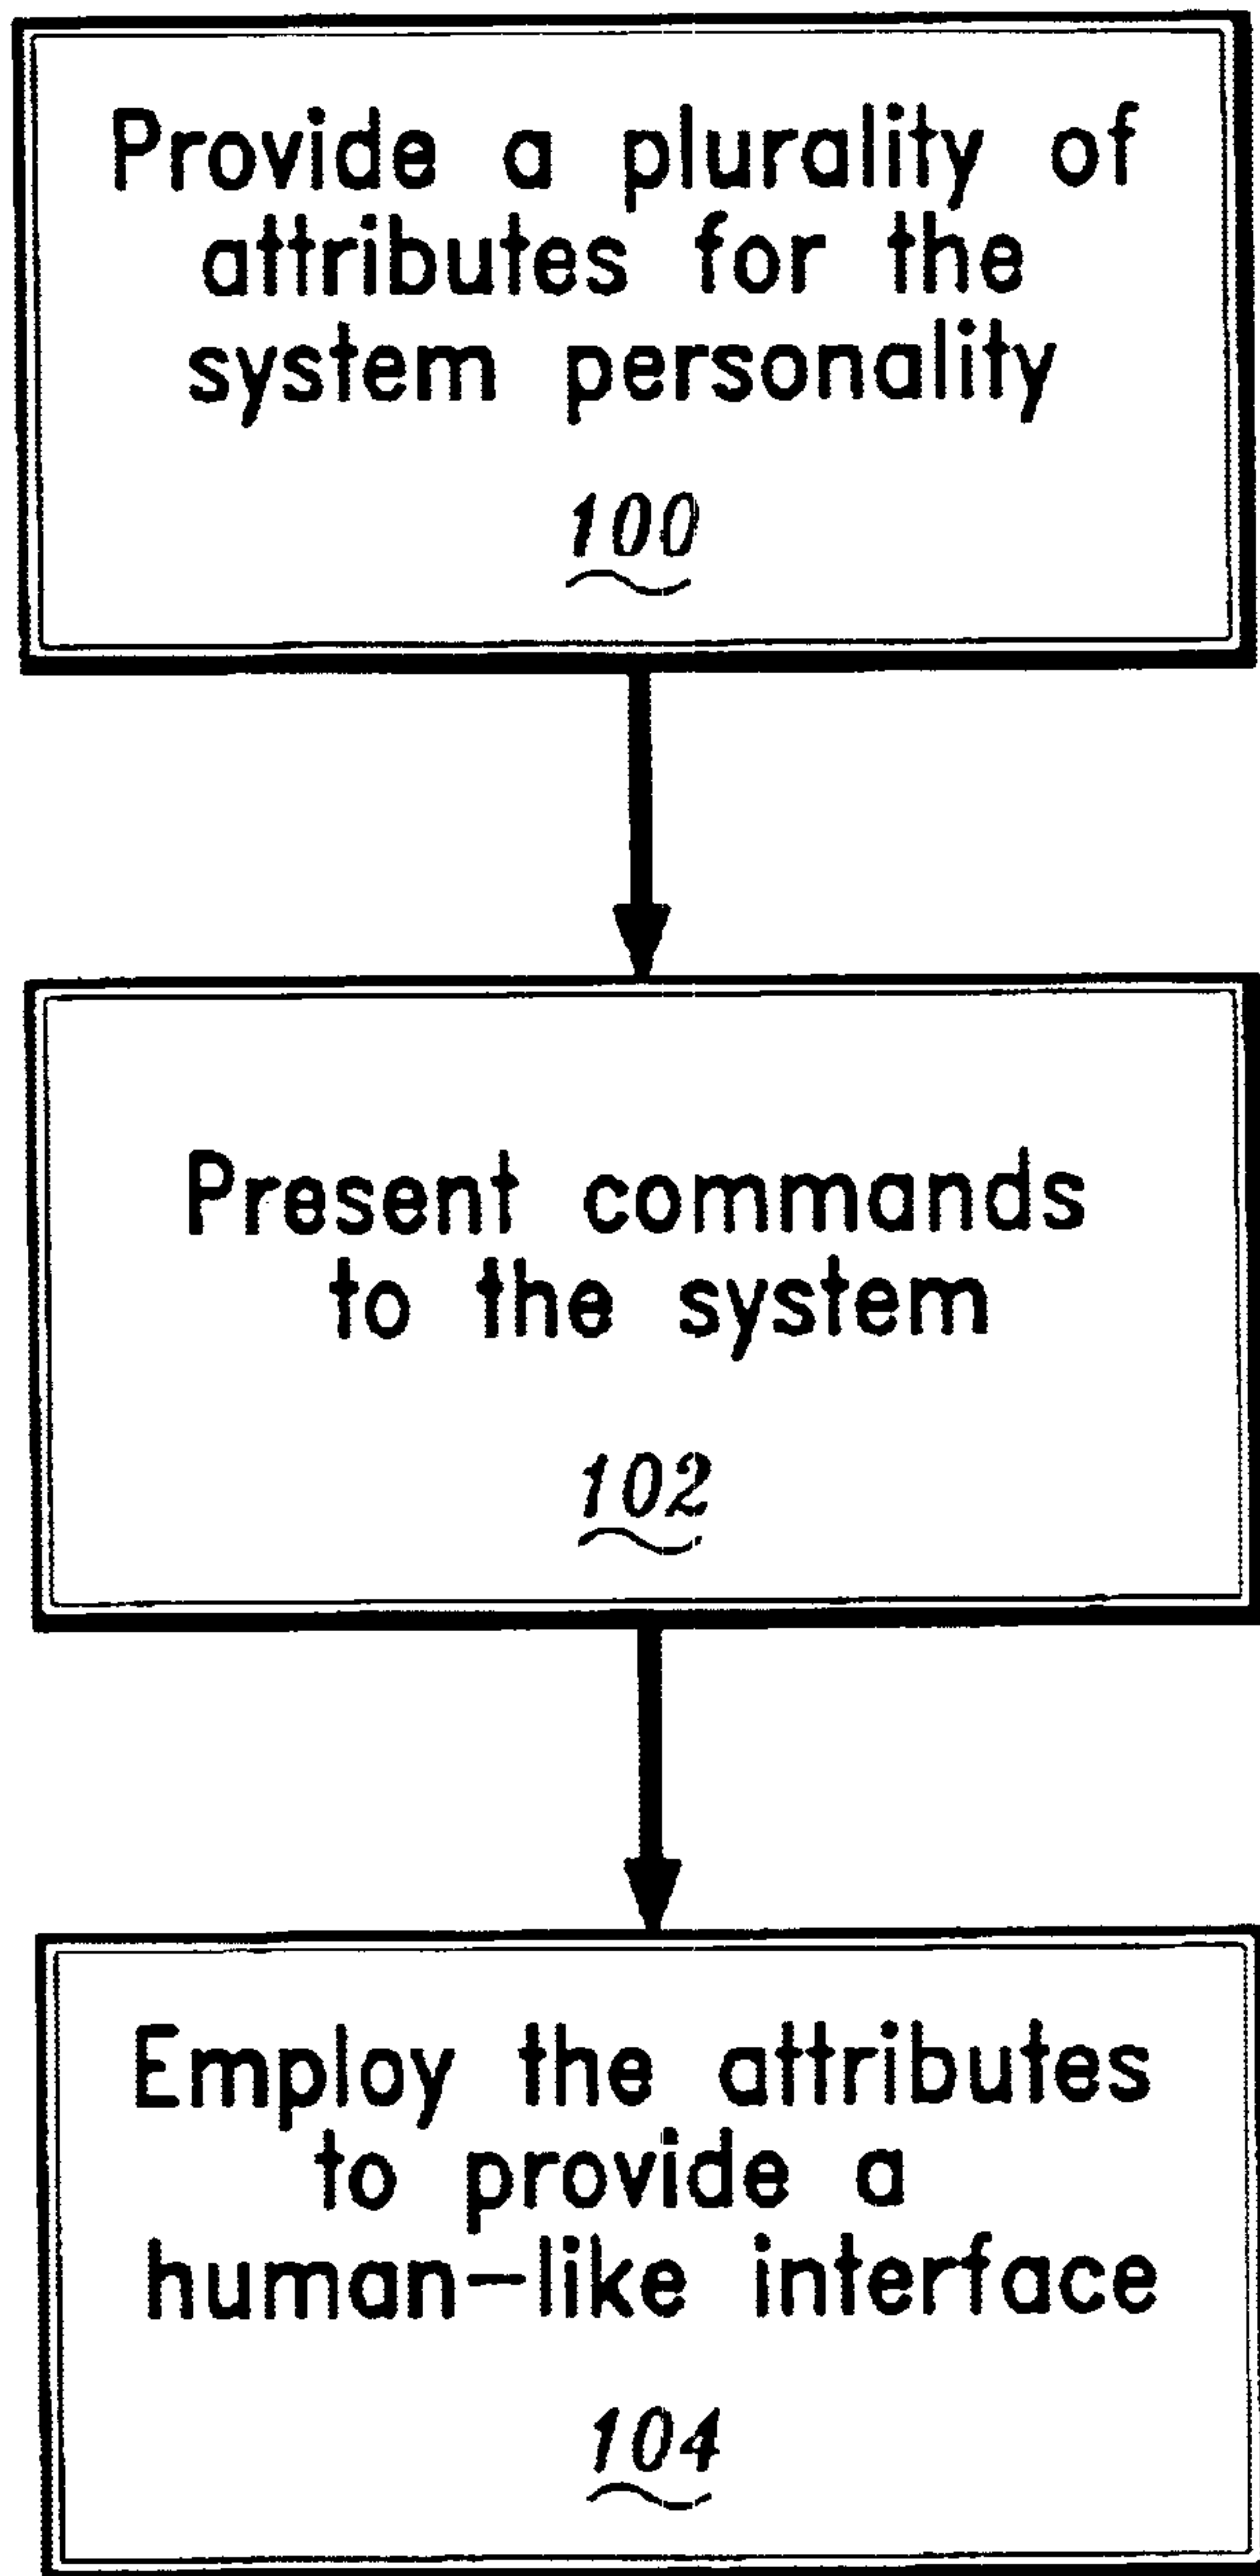 Provide a plurality of
attributes for the
system personality
100
Present commands
to the system
102
Employ the attributes
to provide a
human-like interface
104